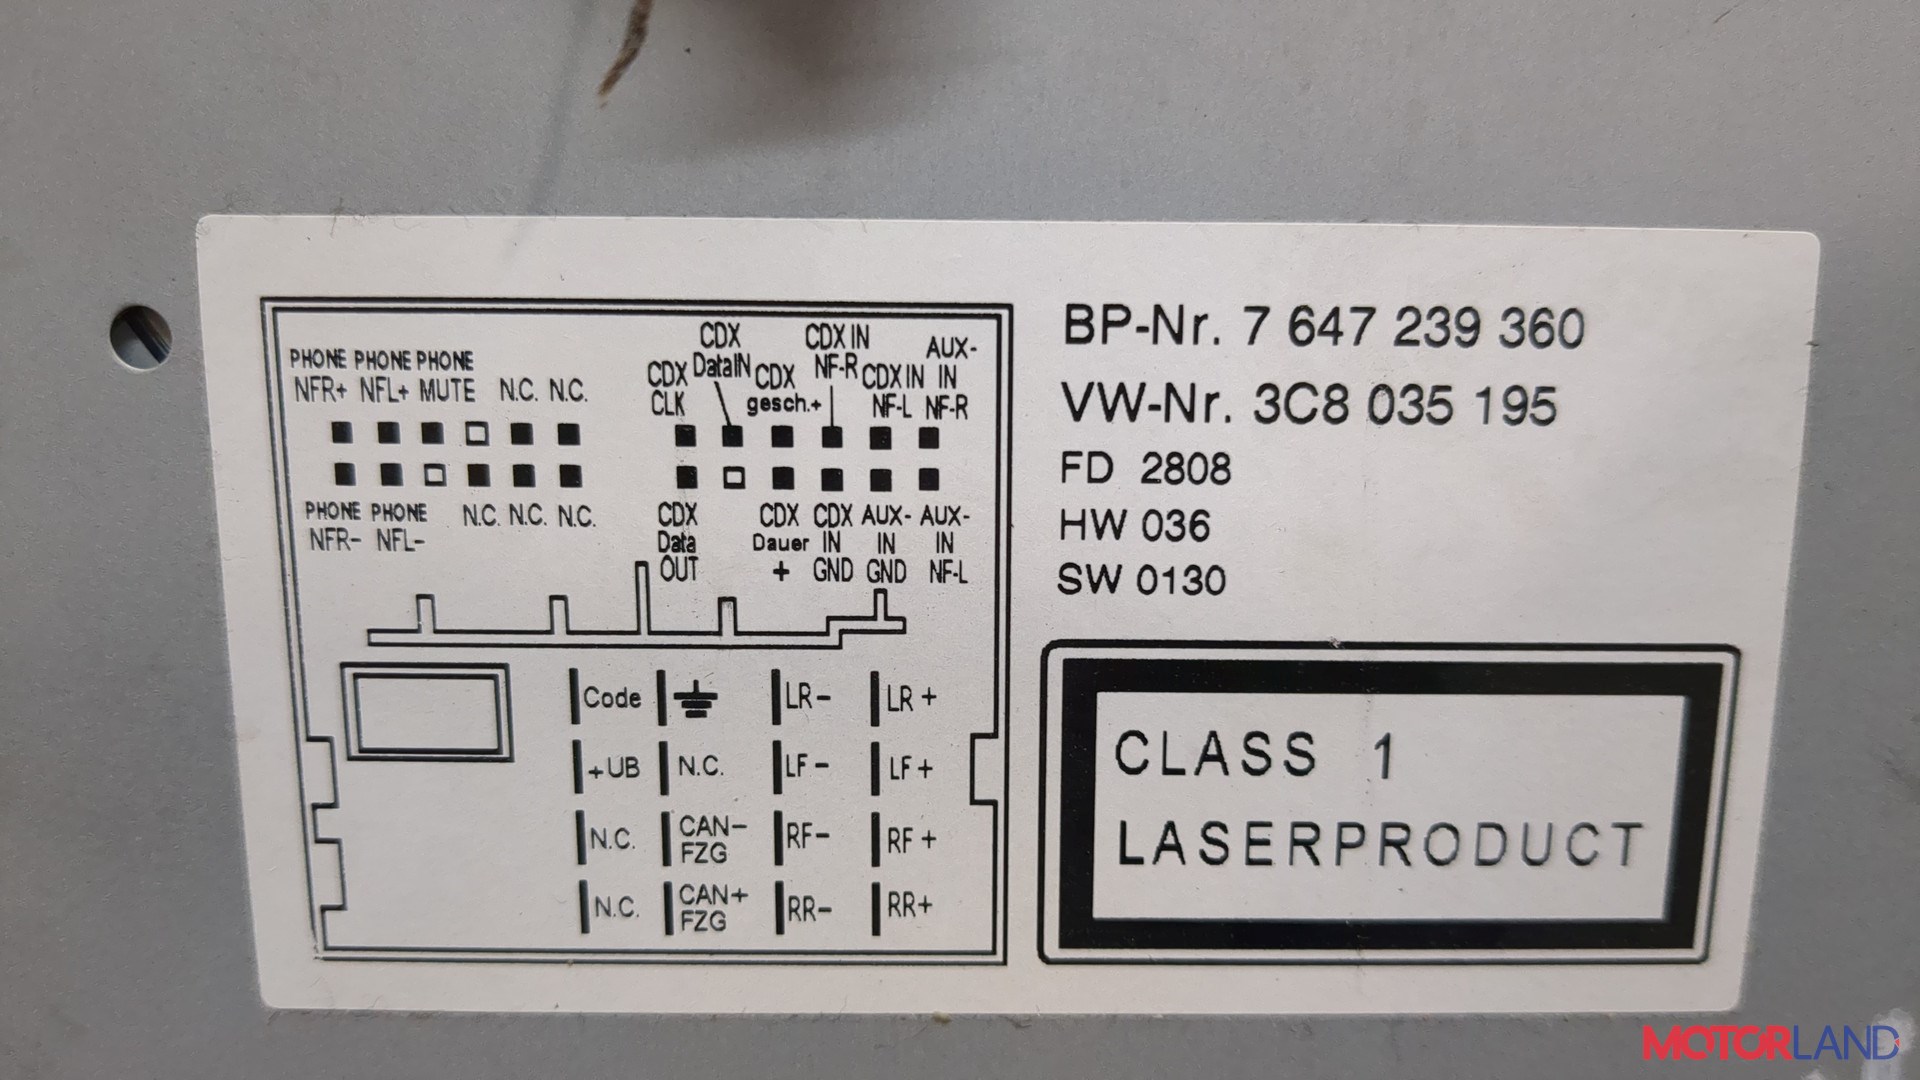 PHONE PHONE PHONE
NFR+ NFL+ MUTE N.C. N.C.
PHONE PHONE N.C. N.C. N.C.
NFR- NFL-
CDX
DataIN
CDX IN
NF-R
AUX-
IN
NF-R
CDX
CLK
CDX
gesch.+
CDX IN
NF-L
CDX
Data
OUT
CDX
Dauer
+
CDX
IN
GND
AUX-
IN
GND
AUX-
IN
NF-L
Code LR- LR+
+UB N.C. LF- LF+
N.C. CAN- FZG RF- RF+
N.C. CAN+ FZG RR- RR+
BP-Nr. 7 647 239 360
VW-Nr. 3C8 035 195
FD 2808
HW 036
SW 0130
CLASS 1
LASERPRODUCT
MOTORLAND